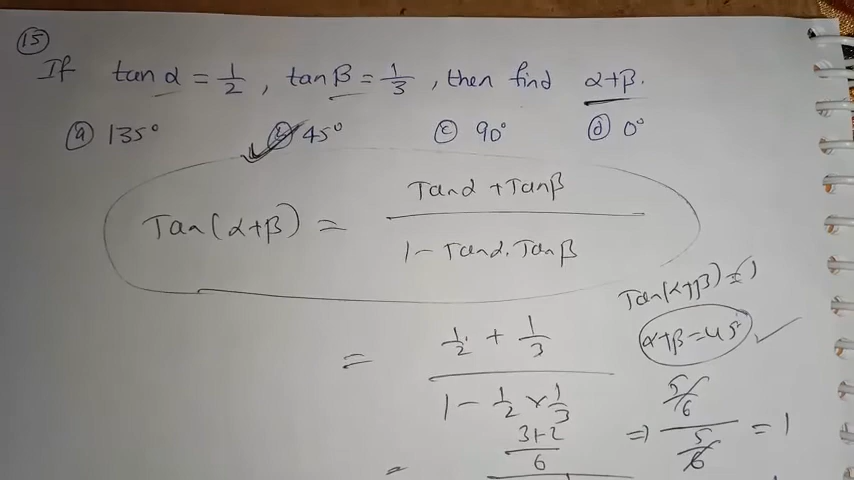 15
If tan α = 1/2, tan β = 1/3, then find α+β.
(a) 135° (b) 45° (c) 90° (d) 0°
Tan(α+β) = Tanα + Tanβ / 1 - Tanα. Tanβ
Tan(α+β) = 1
α+β = 45°
= 1/2 + 1/3 / 1 - 1/2 × 1/3
= 3+2 / 6
⇒ 5/6 / 5/6 = 1